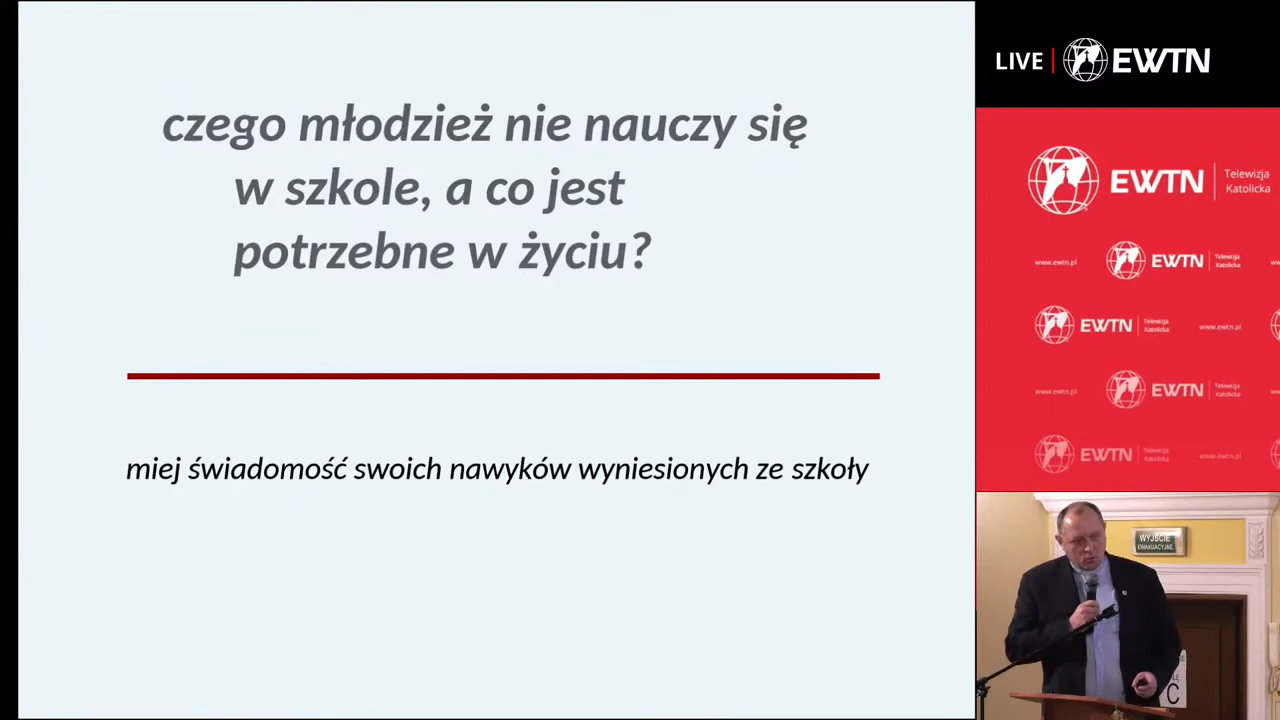 czego młodzież nie nauczy się
w szkole, a co jest
potrzebne w życiu?
miej świadomość swoich nawyków wyniesionych ze szkoły
LIVE | EWTN
EWTN | Telewizja
Katolicka
www.ewtn.pl EWTN | Telewizja
Katolicka
EWTN | Telewizja
Katolicka www.ewtn.pl
www.ewtn.pl EWTN | Telewizja
Katolicka
EWTN | Telewizja
Katolicka www.ewtn.pl
WYJŚCIE
EWAKUACYJNE
C